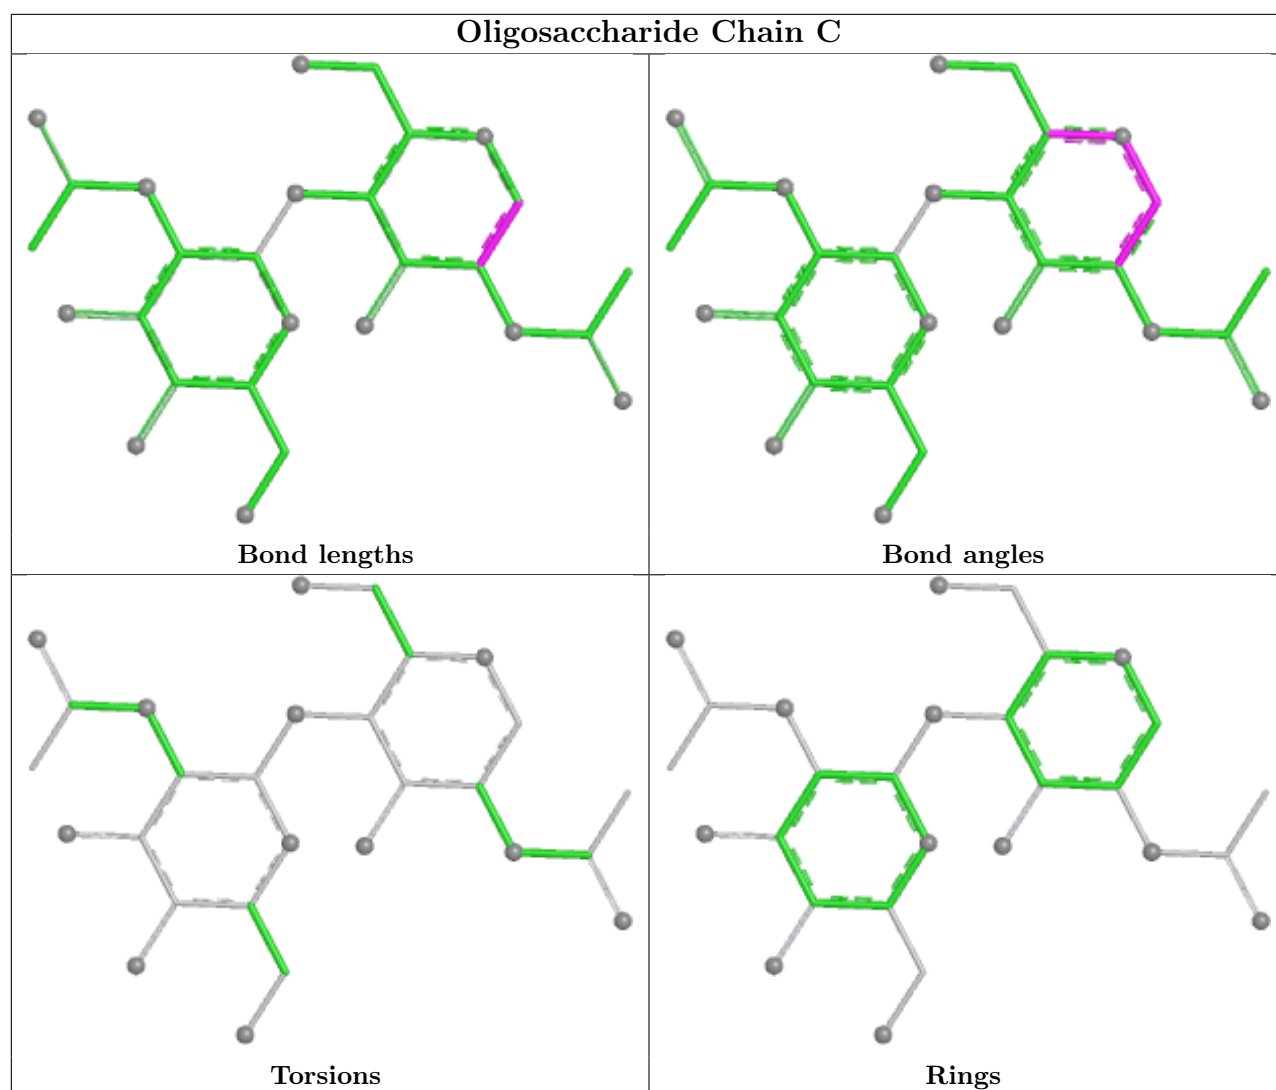 Oligosaccharide Chain C
Bond lengths
Bond angles
Torsions
Rings